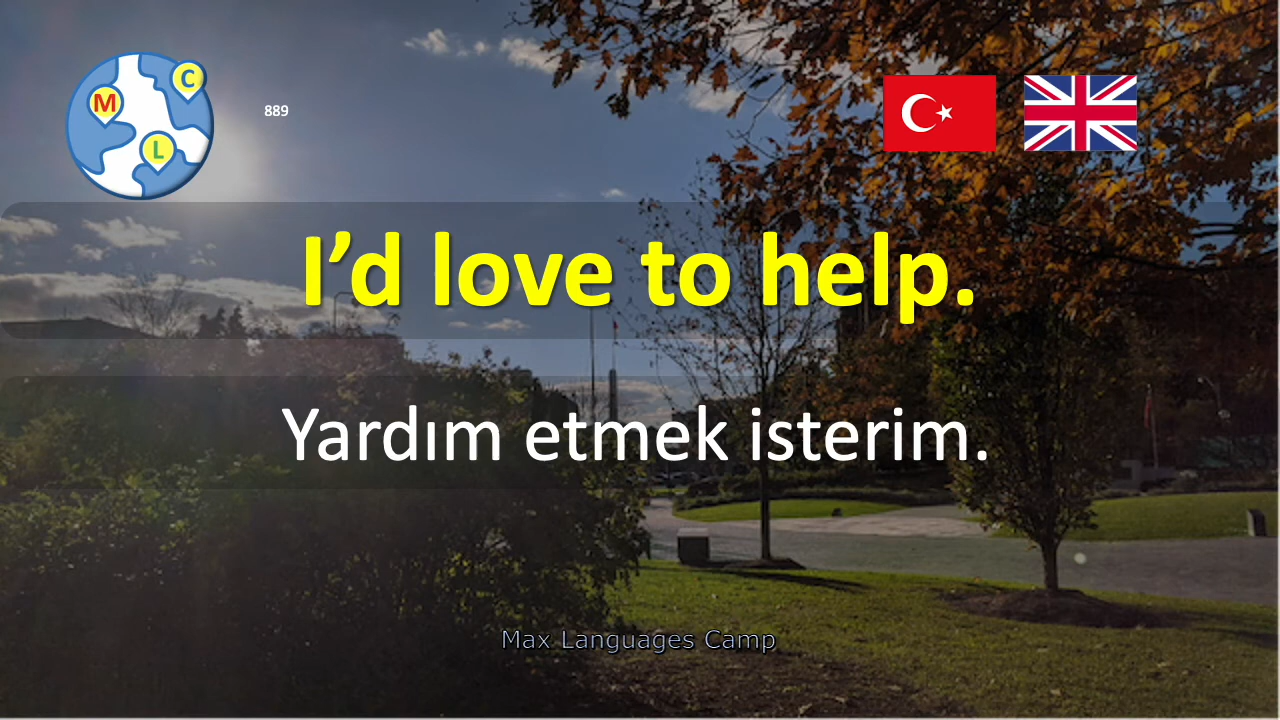 C
M
L
889
I’d love to help.
Yardım etmek isterim.
Max Languages Camp